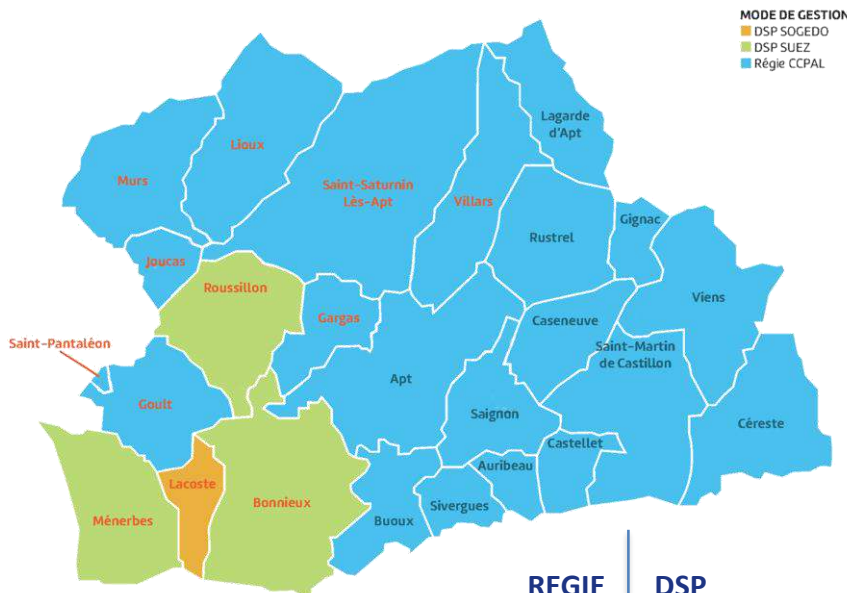 MODE DE GESTION
DSP SOGEDO
DSP SUEZ
Régie CCPAL
Lagarde
d'Apt
Lioux
Murs
Saint-Saturnin
Lès-Apt
Villars
Gignac
Rustrel
Joucas
Roussillon
Viens
Gargas
Caseneuve
Saint-Pantaléon
Saint-Martin
de Castillon
Apt
Goult
Saignon
Céreste
Castellet
Auribeau
Lacoste
Bonnieux
Sivergues
Ménerbes
Buoux
REGIE DSP